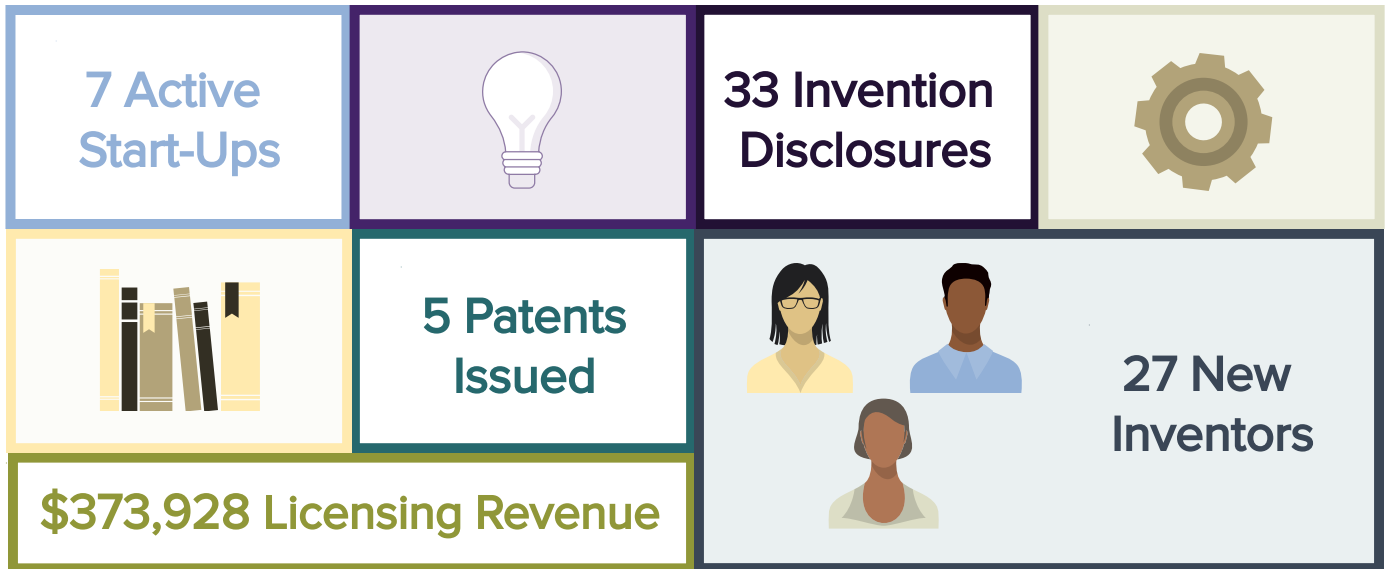 7 Active
Start-Ups
33 Invention
Disclosures
5 Patents
Issued
27 New
Inventors
$373,928 Licensing Revenue